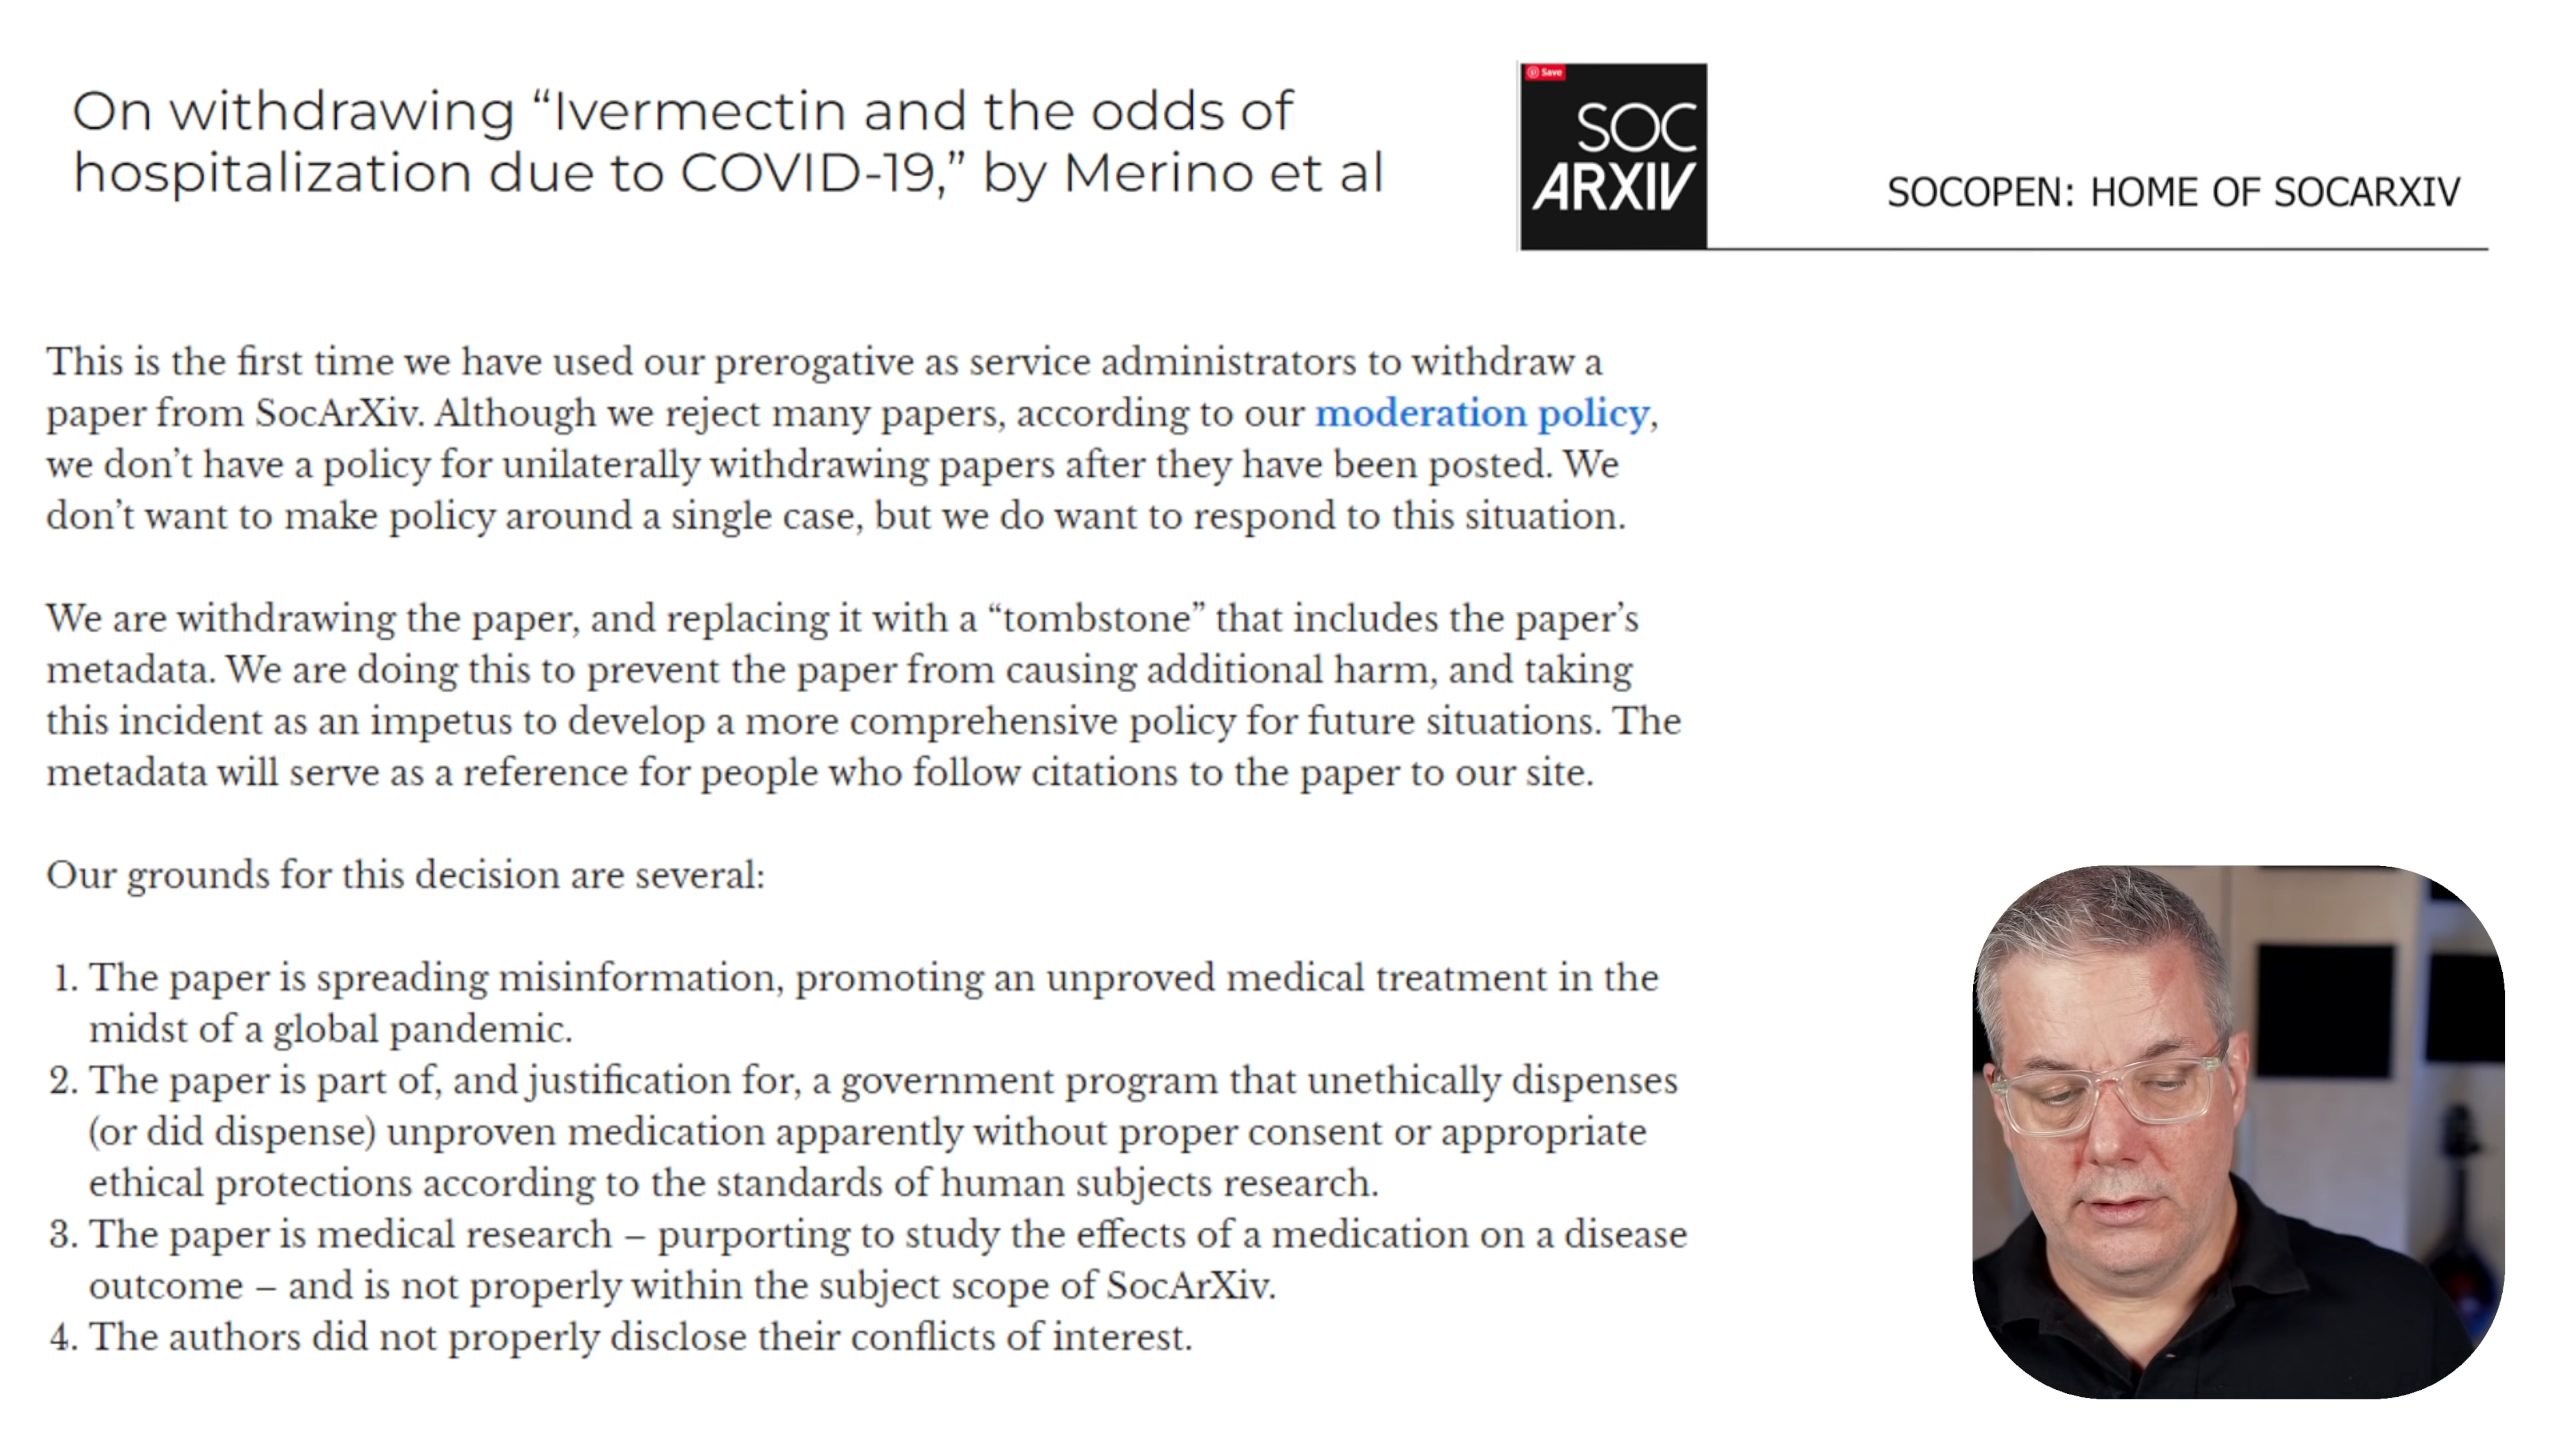 On withdrawing “Ivermectin and the odds of
hospitalization due to COVID-19,” by Merino et al
Save
SOC
ARXIV
SOCOPEN: HOME OF SOCARXIV
This is the first time we have used our prerogative as service administrators to withdraw a
paper from SocArXiv. Although we reject many papers, according to our moderation policy,
we don’t have a policy for unilaterally withdrawing papers after they have been posted. We
don’t want to make policy around a single case, but we do want to respond to this situation.
We are withdrawing the paper, and replacing it with a “tombstone” that includes the paper’s
metadata. We are doing this to prevent the paper from causing additional harm, and taking
this incident as an impetus to develop a more comprehensive policy for future situations. The
metadata will serve as a reference for people who follow citations to the paper to our site.
Our grounds for this decision are several:
1. The paper is spreading misinformation, promoting an unproved medical treatment in the
midst of a global pandemic.
2. The paper is part of, and justification for, a government program that unethically dispenses
(or did dispense) unproven medication apparently without proper consent or appropriate
ethical protections according to the standards of human subjects research.
3. The paper is medical research – purporting to study the effects of a medication on a disease
outcome – and is not properly within the subject scope of SocArXiv.
4. The authors did not properly disclose their conflicts of interest.